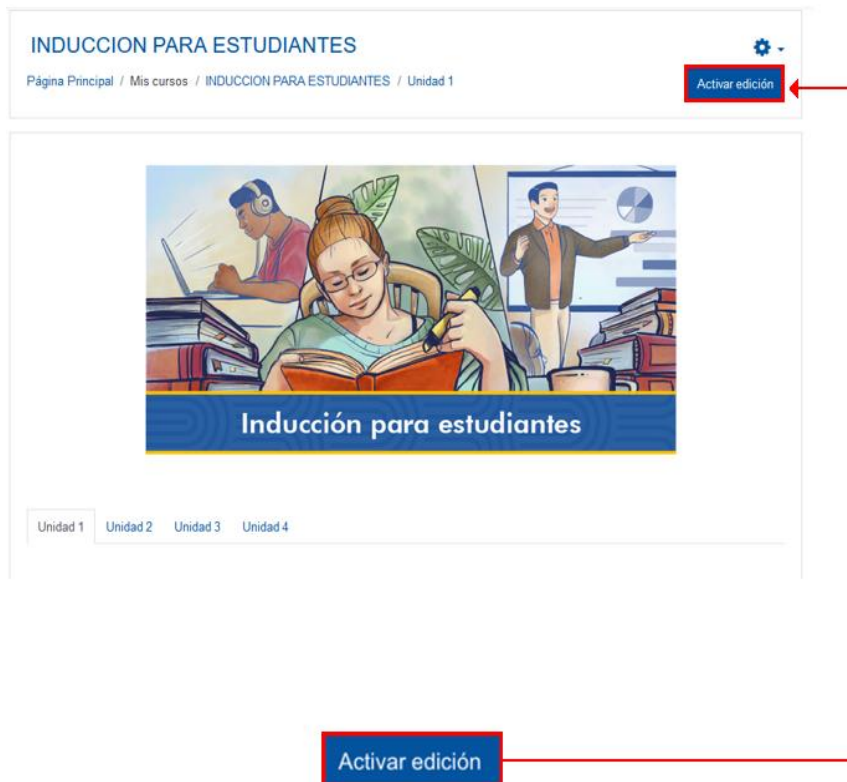 INDUCCION PARA ESTUDIANTES
Página Principal / Mis cursos / INDUCCION PARA ESTUDIANTES / Unidad 1
Activar edición
Inducción para estudiantes
Unidad 1 Unidad 2 Unidad 3 Unidad 4
Activar edición